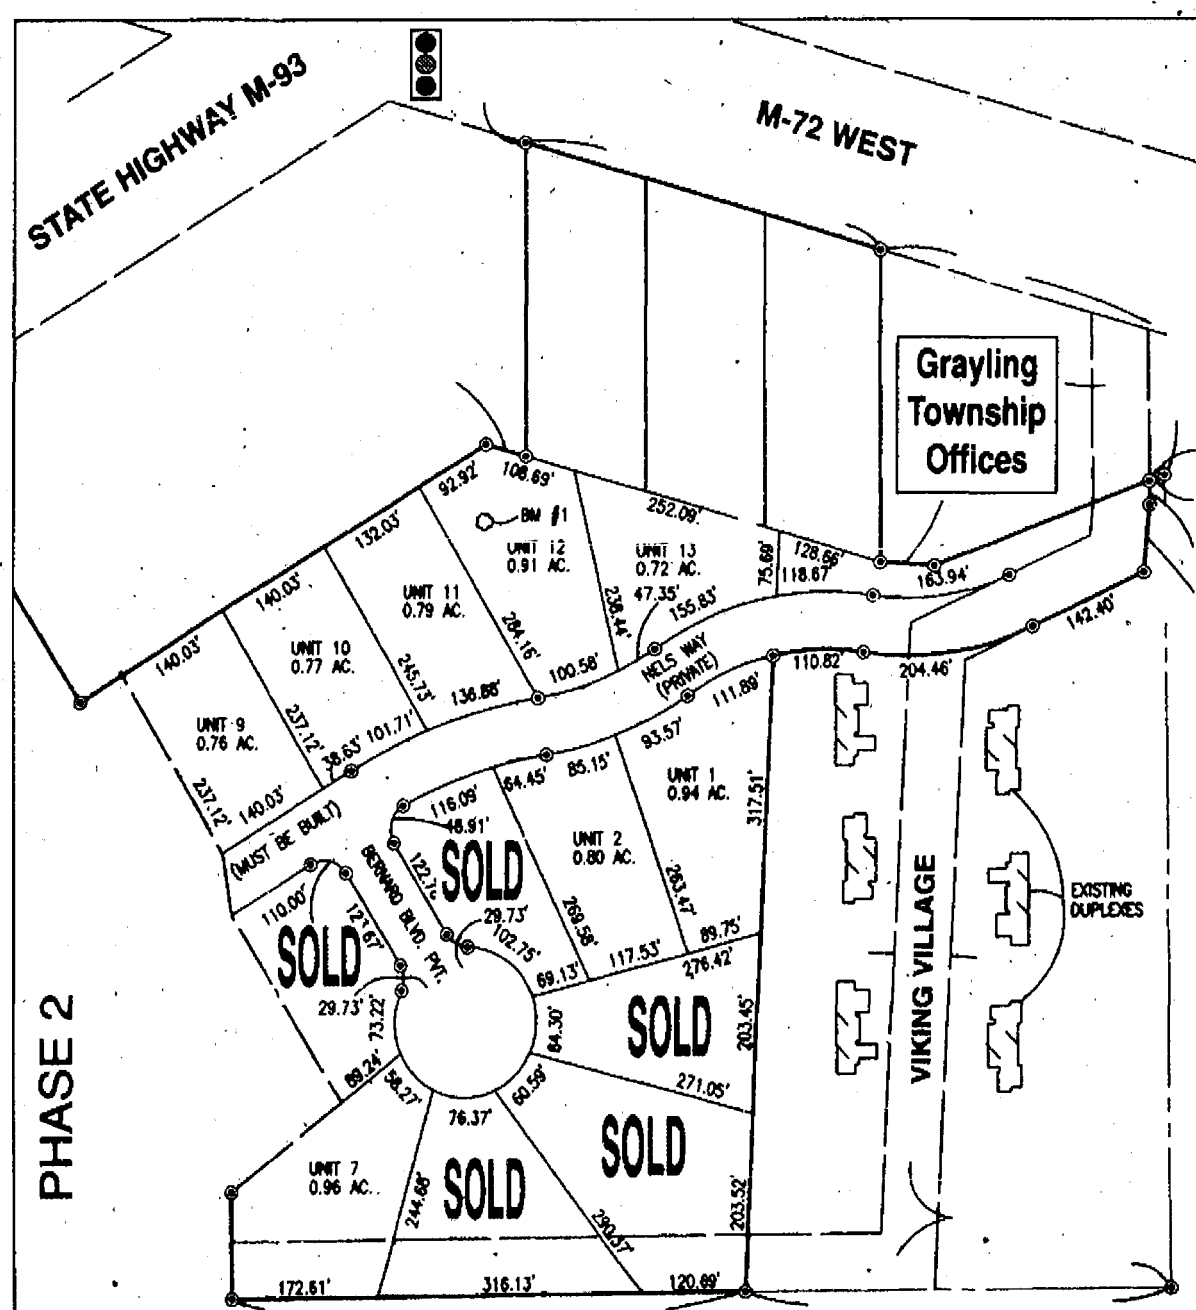 STATE HIGHWAY M-93
M-72 WEST
Grayling
Township
Offices
92.92'
108.69'
BM #1
132.03'
252.09'
UNIT 12
0.91 AC.
UNIT 13
0.72 AC.
75.69'
128.66'
118.67'
163.94'
140.03'
UNIT 11
0.79 AC.
47.35'
155.83'
238.44'
284.16'
142.40'
140.03'
UNIT 10
0.77 AC.
245.73'
136.88'
100.58'
NELS WAY
(PRIVATE)
110.82'
204.46'
111.89'
UNIT 9
0.76 AC.
237.12'
38.63'
101.71'
93.57'
85.15'
64.45'
237.12'
140.03'
116.09'
48.91'
UNIT 1
0.94 AC.
317.51'
(MUST BE BUILT)
SOLD
UNIT 2
0.80 AC.
BERNARD BLVD. PVT.
263.47'
269.58'
VIKING VILLAGE
EXISTING
DUPLEXES
110.00'
29.73'
102.75'
89.75'
SOLD
117.53'
276.42'
69.13'
29.73'
73.22'
64.30'
SOLD
203.45'
PHASE 2
89.24'
58.27'
60.59'
271.05'
76.37'
SOLD
UNIT 7
0.96 AC.
244.68'
SOLD
203.52'
290.37'
172.61'
316.13'
120.89'